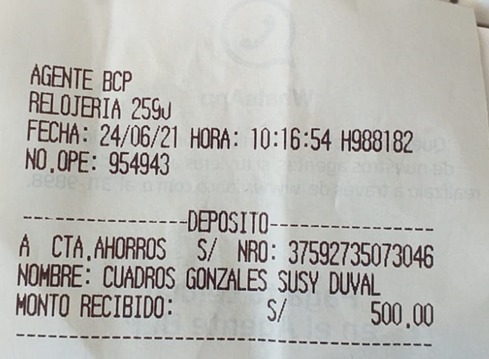 AGENTE BCP
RELOJERIA 259J
FECHA: 24/06/21 HORA: 10:16:54 H988182
NO.OPE: 954943
-----------------DEPOSITO-----------------
A CTA.AHORROS S/ NRO: 37592735073046
NOMBRE: CUADROS GONZALES SUSY DUVAL
MONTO RECIBIDO: S/ 500.00
------------------------------------------